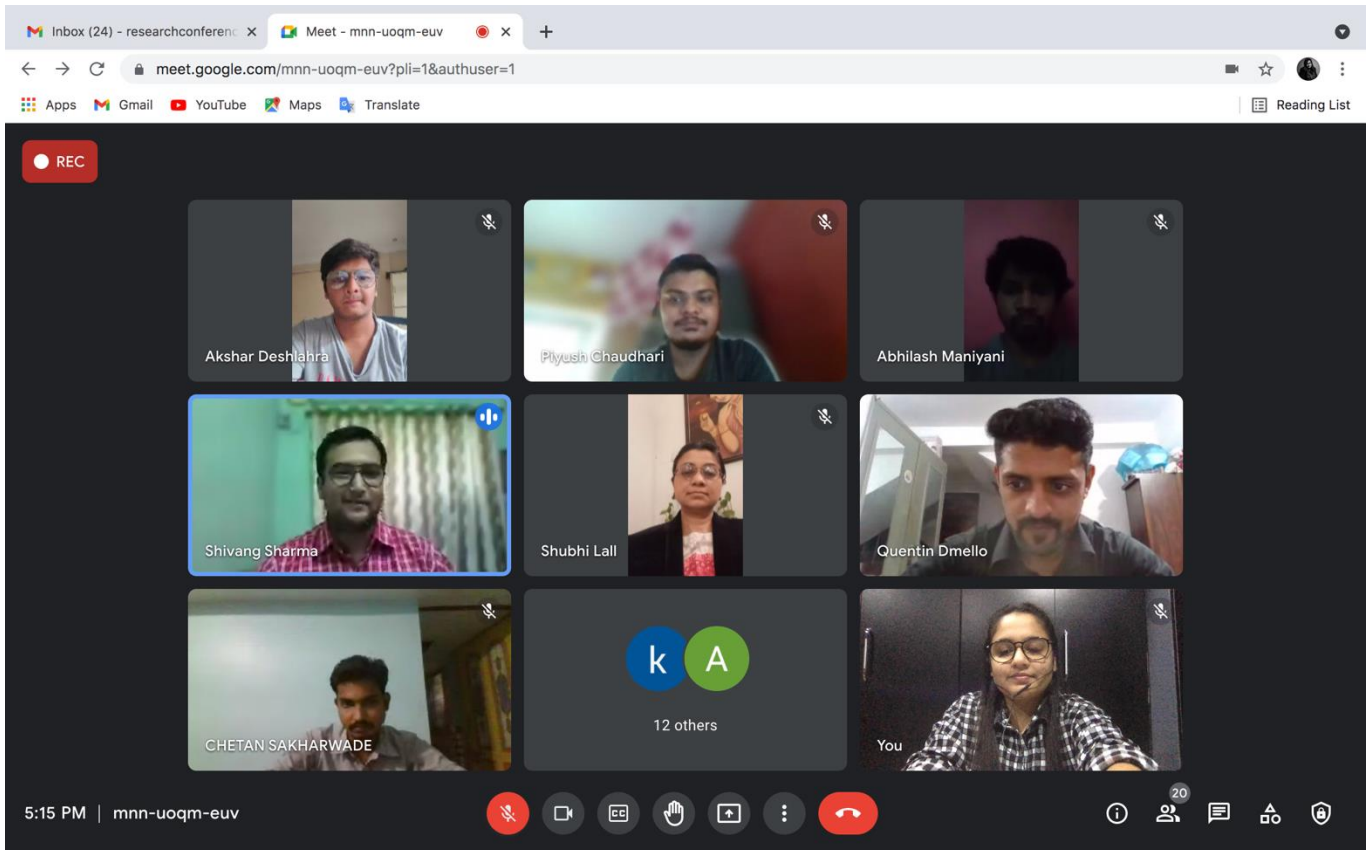 Inbox (24) - researchconferenc
Meet - mnn-uoqm-euv
meet.google.com/mnn-uoqm-euv?pli=1&authuser=1
Apps Gmail YouTube Maps Translate Reading List
REC
Akshar Deshlahra
Piyush Chaudhari
Abhilash Maniyani
Shivang Sharma
Shubhi Lall
Quentin Dmello
CHETAN SAKHARWADE
k A
12 others
You
20
5:15 PM | mnn-uoqm-euv
CC